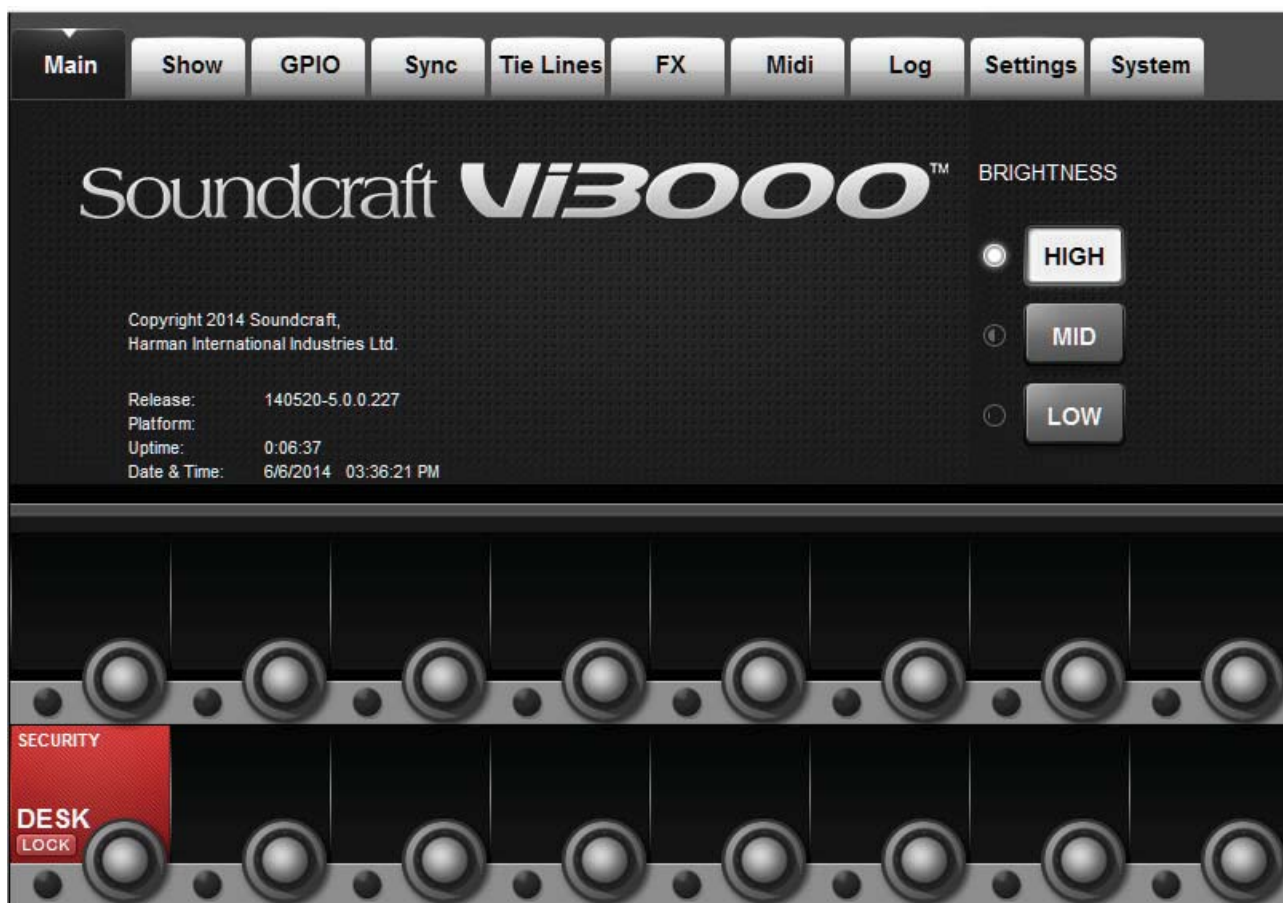 Main Show GPIO Sync Tie Lines FX Midi Log Settings System
Soundcraft Vi3000™
BRIGHTNESS
HIGH
MID
LOW
Copyright 2014 Soundcraft,
Harman International Industries Ltd.
Release: 140520-5.0.0.227
Platform:
Uptime: 0:06:37
Date & Time: 6/6/2014 03:36:21 PM
SECURITY
DESK
LOCK